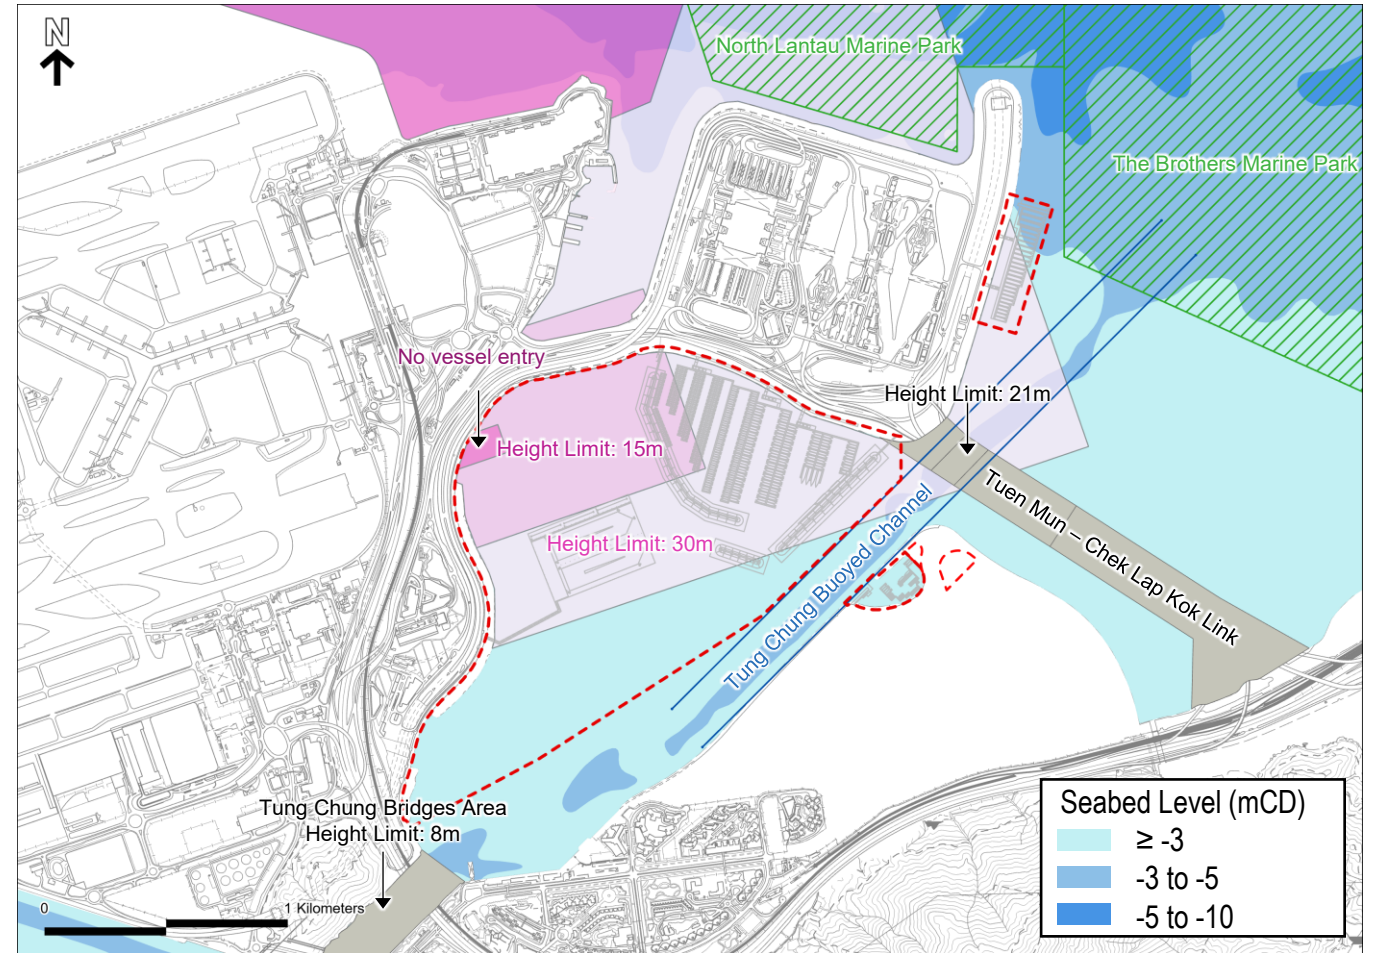 N
North Lantau Marine Park
The Brothers Marine Park
No vessel entry
Height Limit: 21m
Height Limit: 15m
Tuen Mun – Chek Lap Kok Link
Height Limit: 30m
Tung Chung Buoyed Channel
Tung Chung Bridges Area
Height Limit: 8m
0
1 Kilometers
Seabed Level (mCD)
≥ -3
-3 to -5
-5 to -10